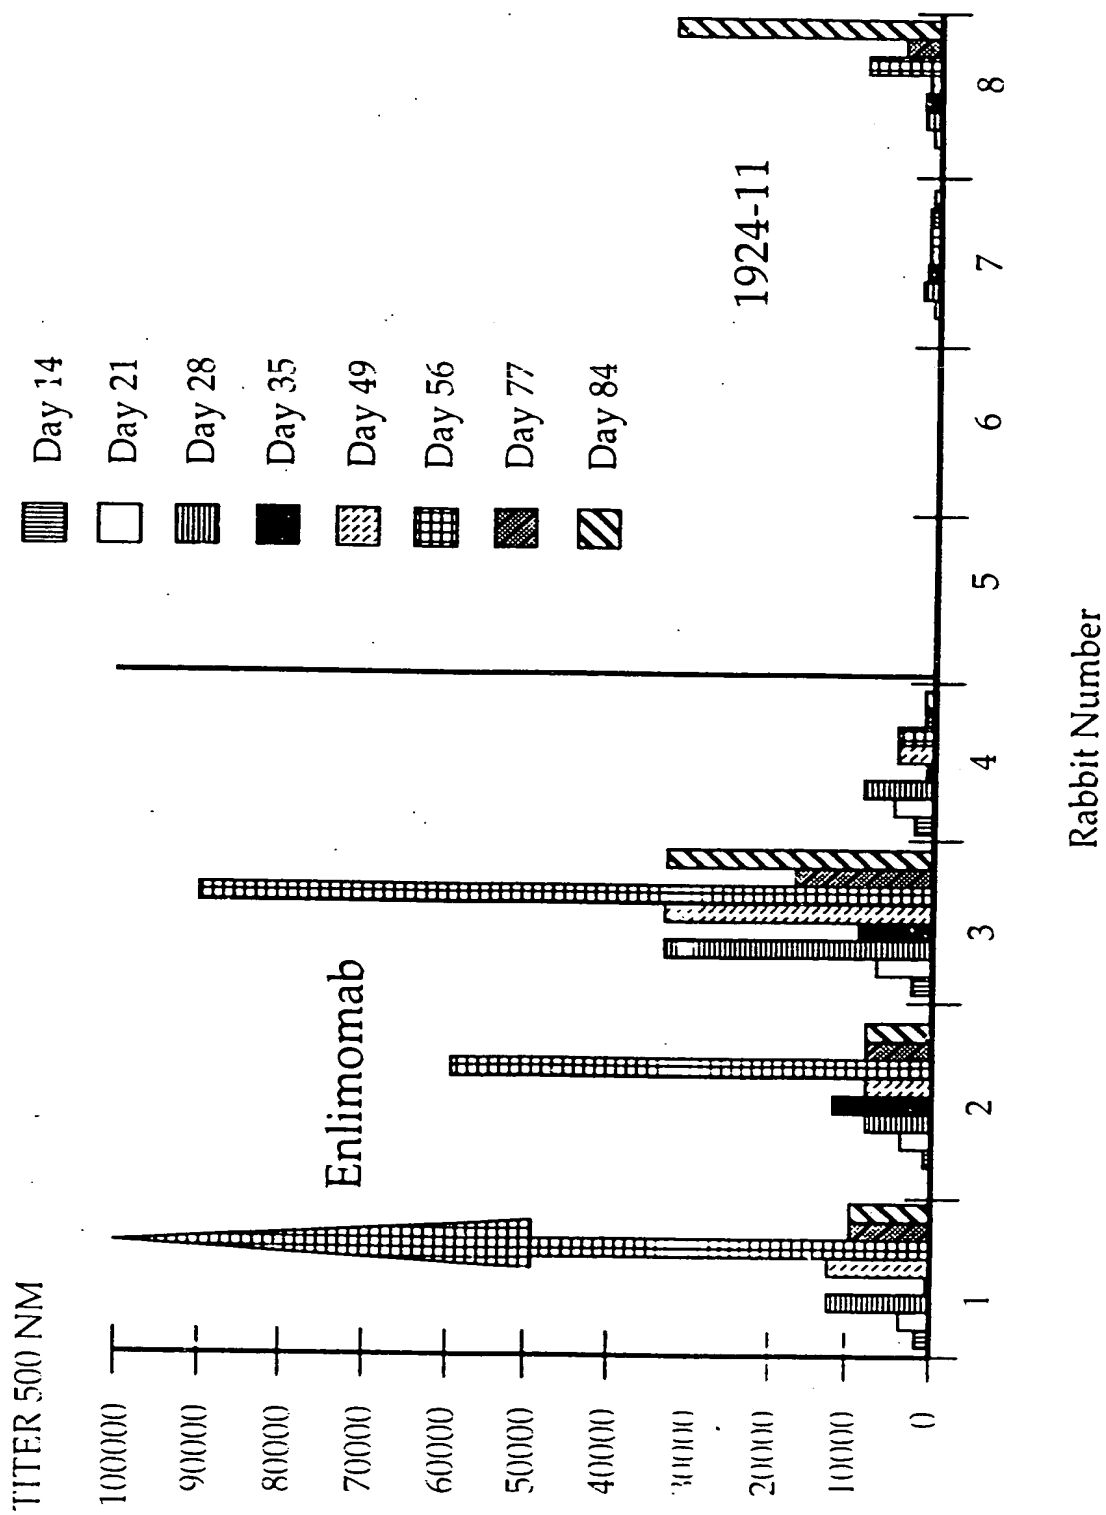 TITER 500 NM
100000
90000
80000
70000
60000
50000
40000
30000
20000
10000
0
Enlimomab
1924-11
Day 14
Day 21
Day 28
Day 35
Day 49
Day 56
Day 77
Day 84
1
2
3
4
5
6
7
8
Rabbit Number